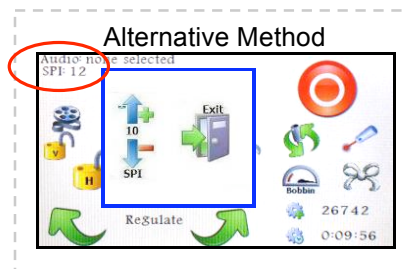 Alternative Method
Audio: none selected
SPI: 12
Exit
10
SPI
V
H
Bobbin
Regulate
26742
0:09:56